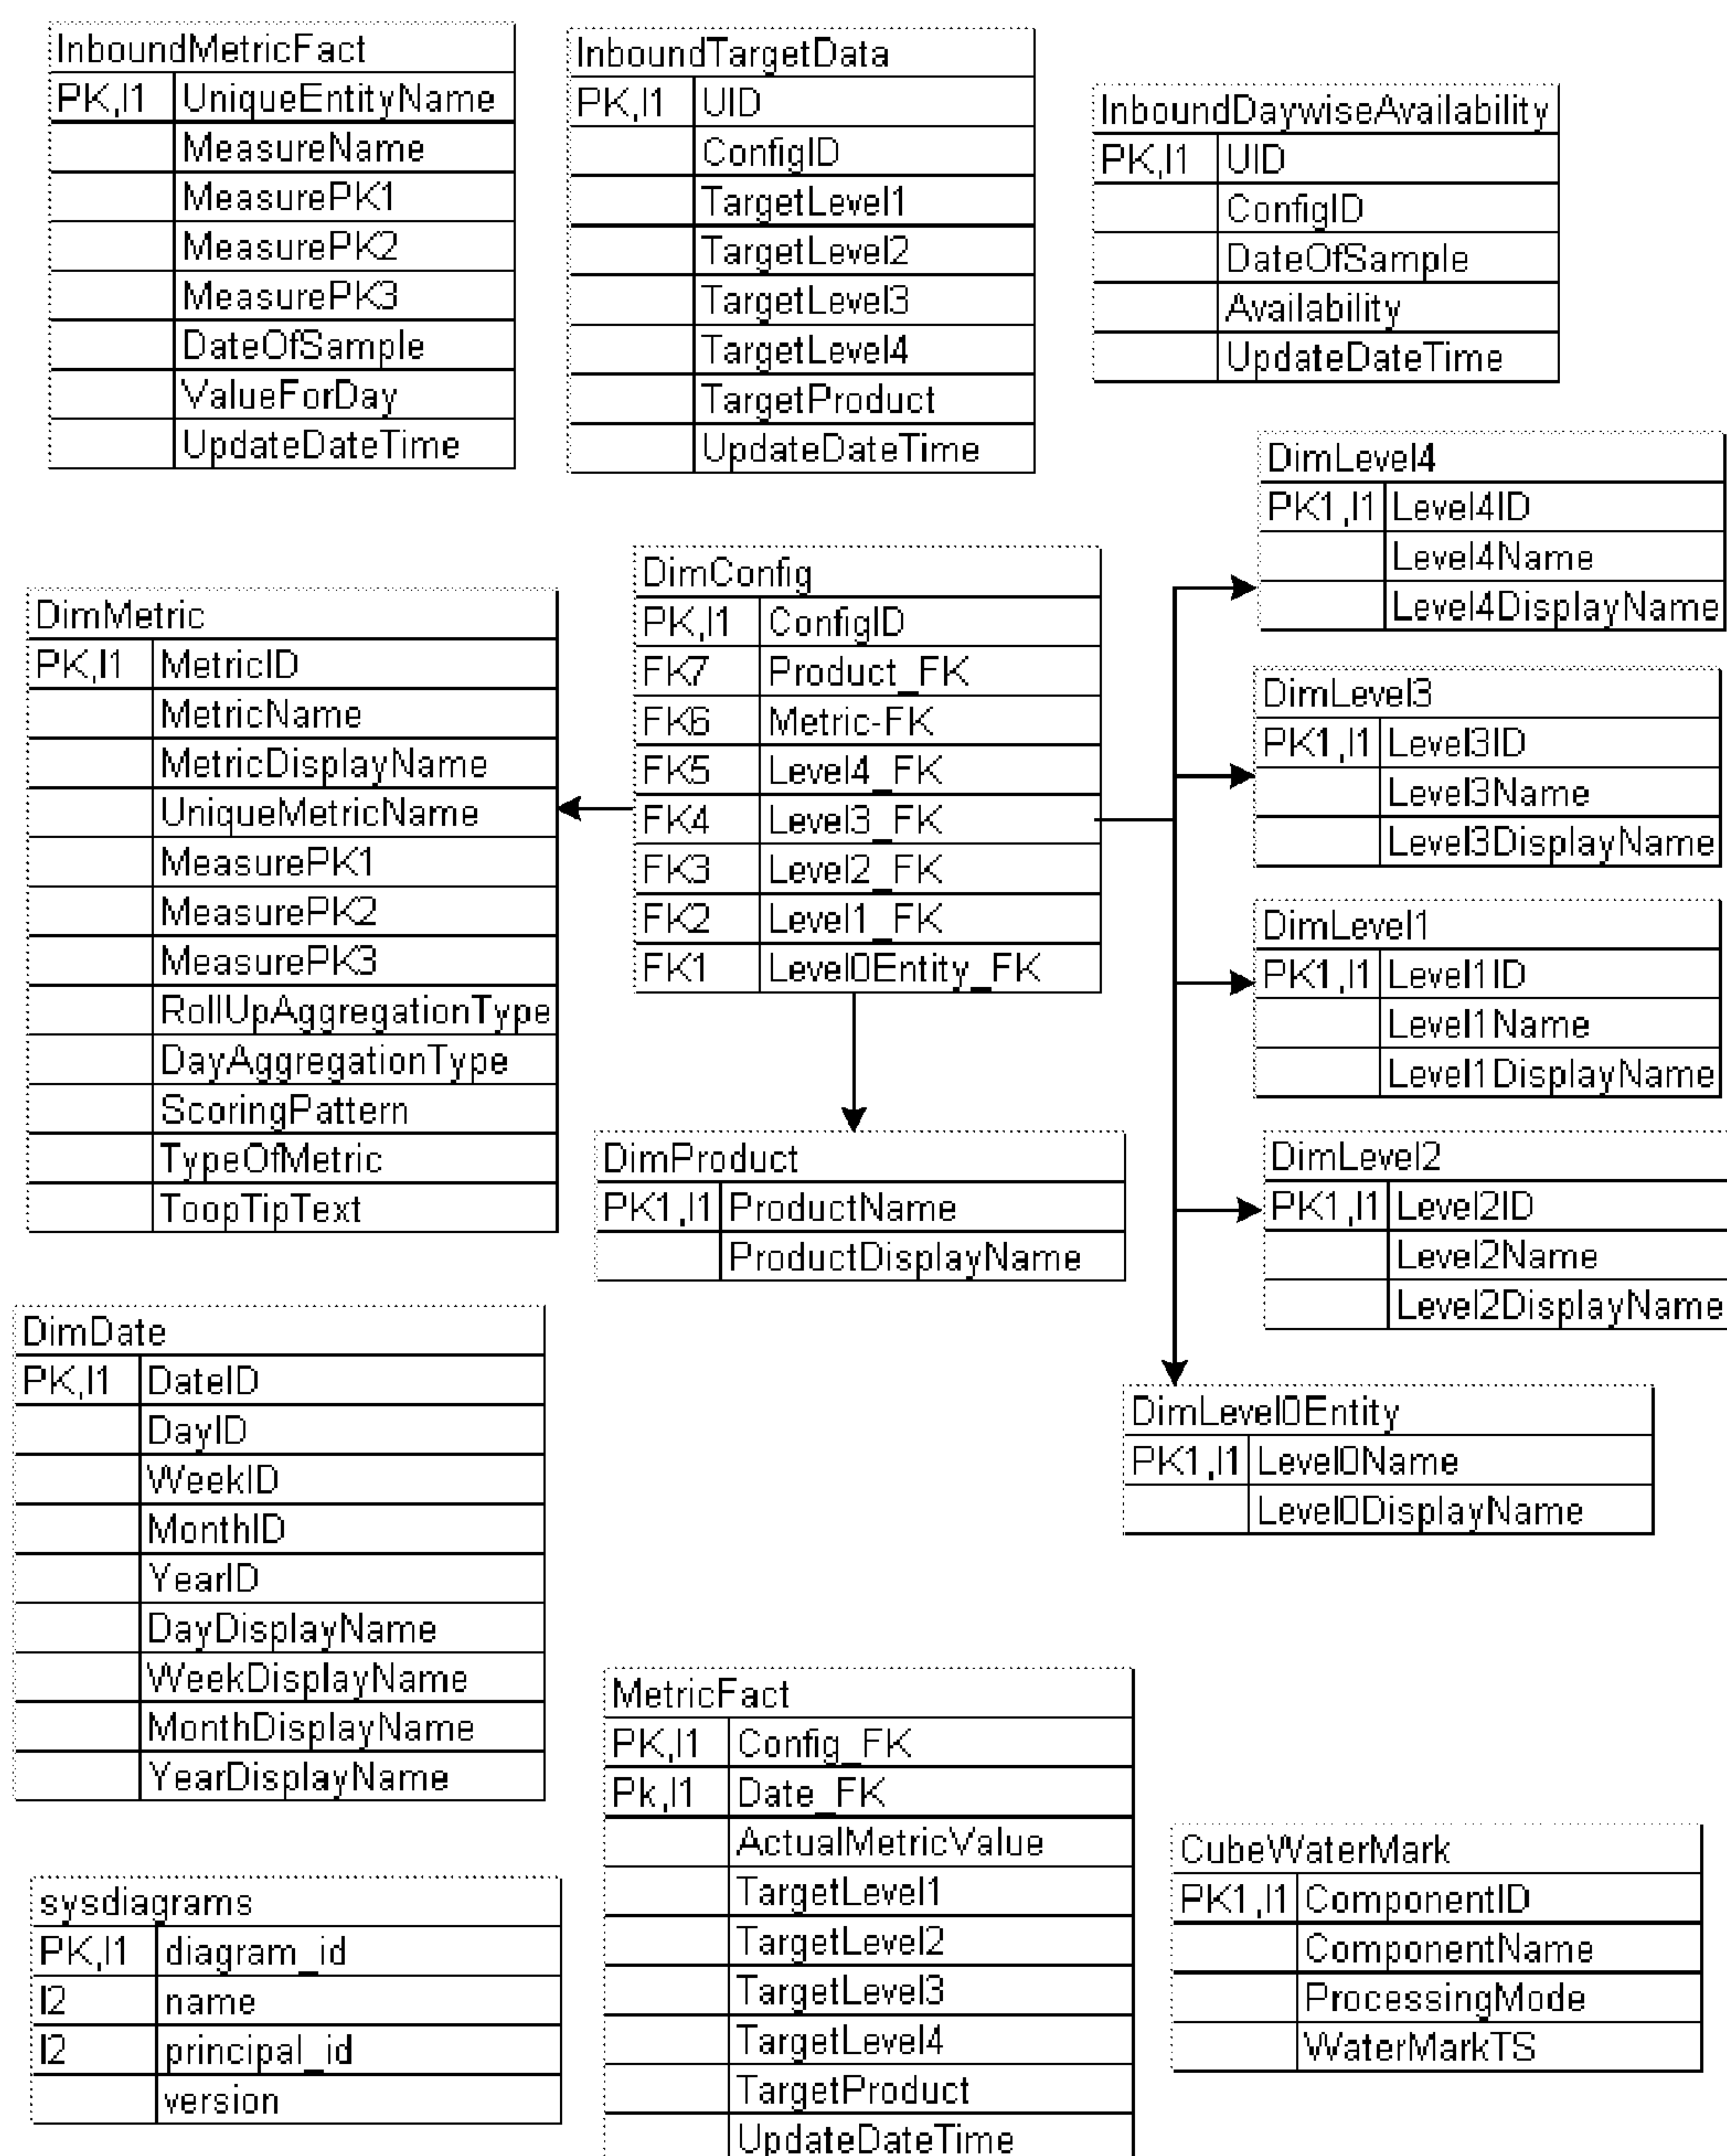 InboundMetricFact
PK,I1 UniqueEntityName
MeasureName
MeasurePK1
MeasurePK2
MeasurePK3
DateOfSample
ValueForDay
UpdateDateTime
InboundTargetData
PK,I1 UID
ConfigID
TargetLevel1
TargetLevel2
TargetLevel3
TargetLevel4
TargetProduct
UpdateDateTime
InboundDaywiseAvailability
PK,I1 UID
ConfigID
DateOfSample
Availability
UpdateDateTime
DimMetric
PK,I1 MetricID
MetricName
MetricDisplayName
UniqueMetricName
MeasurePK1
MeasurePK2
MeasurePK3
RollUpAggregationType
DayAggregationType
ScoringPattern
TypeOfMetric
ToopTipText
DimConfig
PK,I1 ConfigID
FK7 Product_FK
FK6 Metric-FK
FK5 Level4_FK
FK4 Level3_FK
FK3 Level2_FK
FK2 Level1_FK
FK1 Level0Entity_FK
DimLevel4
PK1,I1 Level4ID
Level4Name
Level4DisplayName
DimLevel3
PK1,I1 Level3ID
Level3Name
Level3DisplayName
DimLevel1
PK1,I1 Level1ID
Level1Name
Level1DisplayName
DimProduct
PK1,I1 ProductName
ProductDisplayName
DimLevel2
PK1,I1 Level2ID
Level2Name
Level2DisplayName
DimLevel0Entity
PK1,I1 Level0Name
Level0DisplayName
DimDate
PK,I1 DateID
DayID
WeekID
MonthID
YearID
DayDisplayName
WeekDisplayName
MonthDisplayName
YearDisplayName
MetricFact
PK,I1 Config_FK
Pk,I1 Date_FK
ActualMetricValue
TargetLevel1
TargetLevel2
TargetLevel3
TargetLevel4
TargetProduct
UpdateDateTime
CubeWaterMark
PK1,I1 ComponentID
ComponentName
ProcessingMode
WaterMarkTS
sysdiagrams
PK,I1 diagram_id
I2 name
I2 principal_id
version